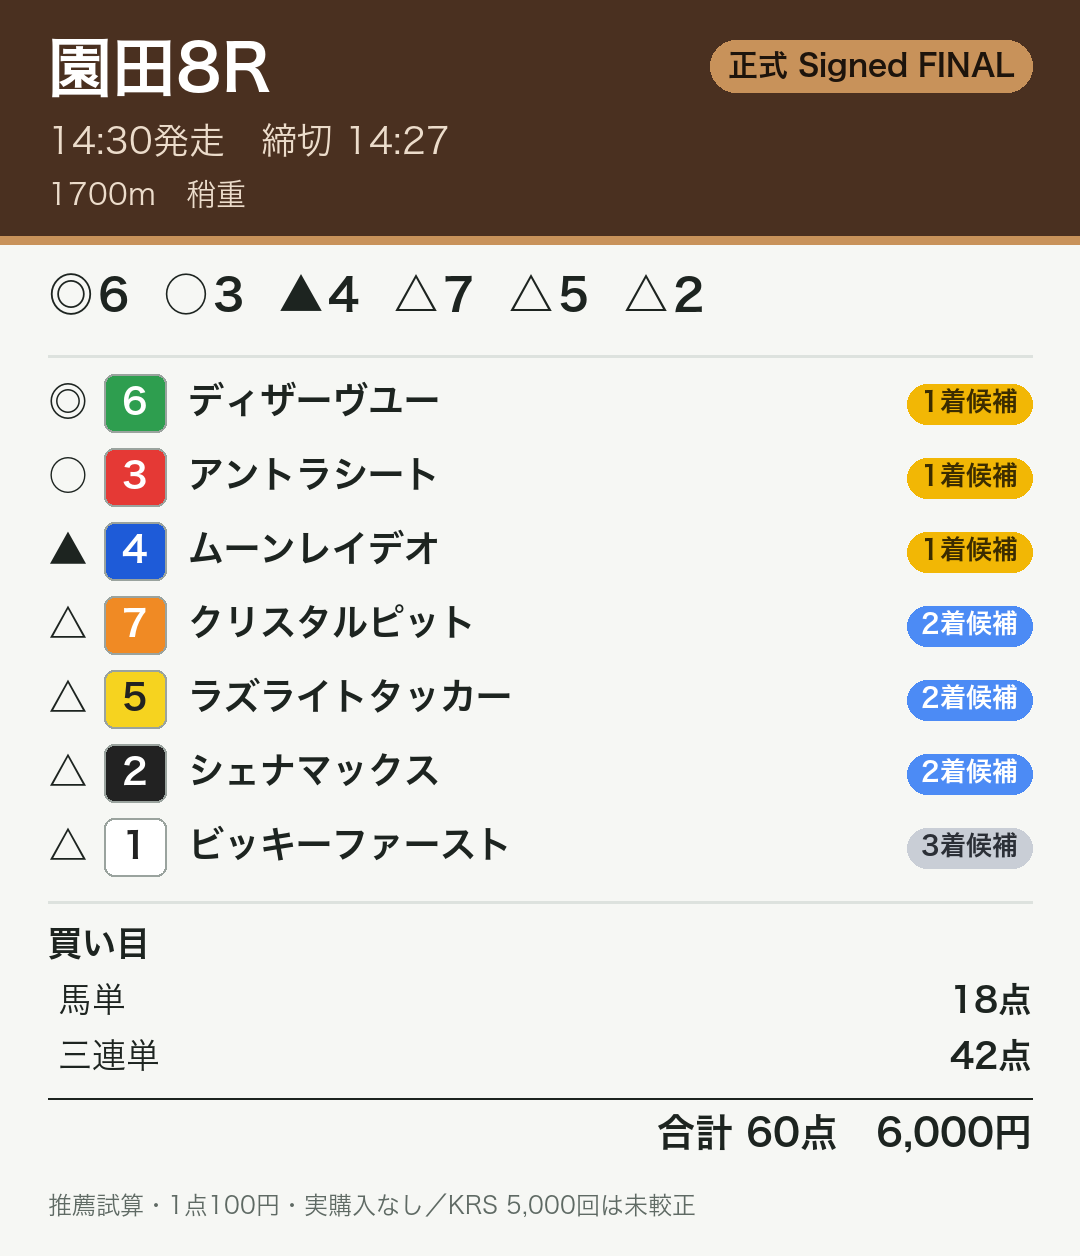 園田8R
正式 Signed FINAL
14:30発走　締切 14:27
1700m　稍重
◎6 ○3 ▲4 △7 △5 △2
◎ 6 ディザーヴユー 1着候補
○ 3 アントラシート 1着候補
▲ 4 ムーンレイデオ 1着候補
△ 7 クリスタルピット 2着候補
△ 5 ラズライトタッカー 2着候補
△ 2 シェナマックス 2着候補
△ 1 ビッキーファースト 3着候補
買い目
馬単 18点
三連単 42点
合計 60点　6,000円
推薦試算・1点100円・実購入なし／KRS 5,000回は未較正